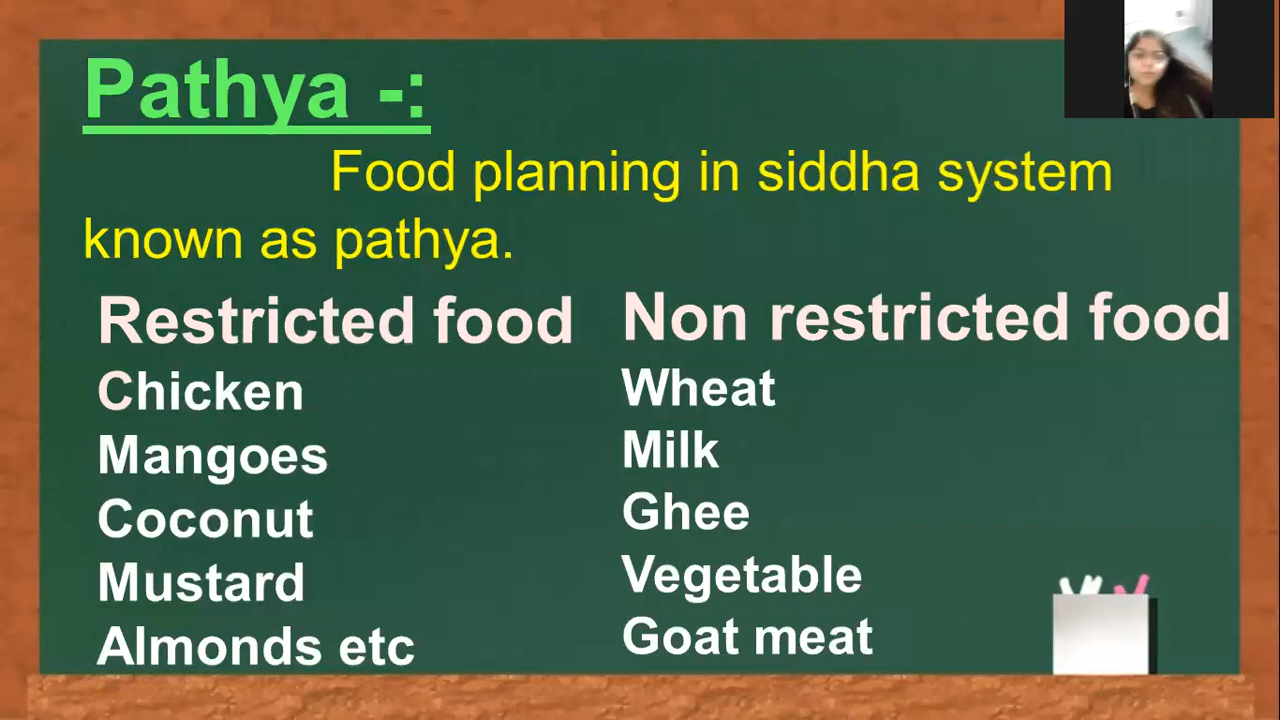 Pathya -:
Food planning in siddha system
known as pathya.
Restricted food
Chicken
Mangoes
Coconut
Mustard
Almonds etc
Non restricted food
Wheat
Milk
Ghee
Vegetable
Goat meat